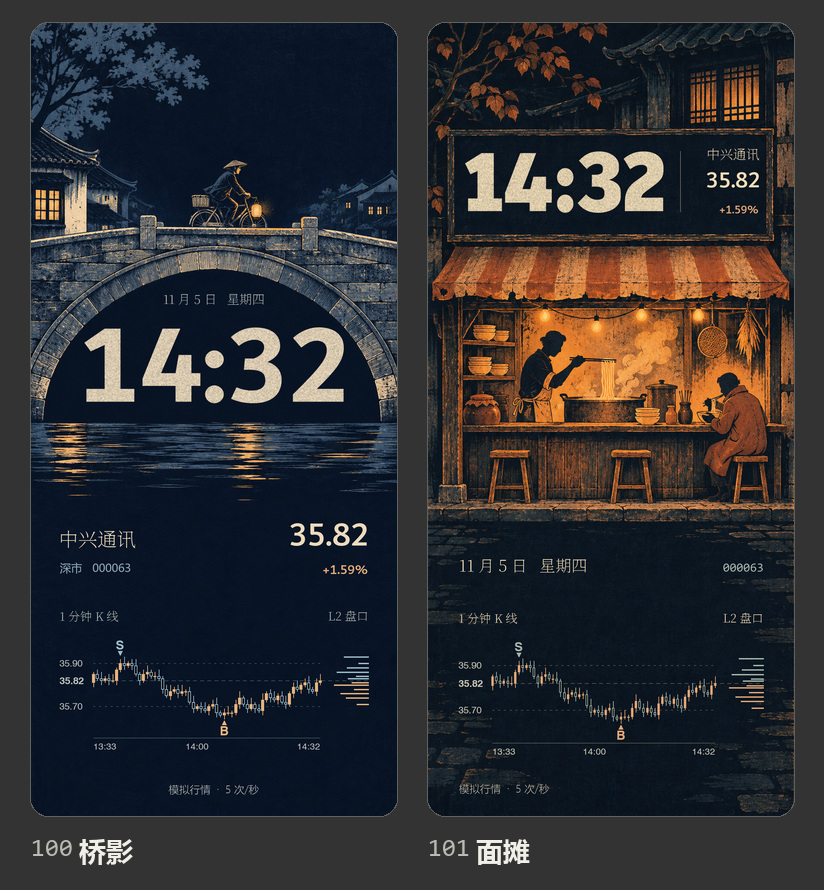 11 月 5 日 星期四
14:32
中兴通讯
35.82
深市 000063
+1.59%
1 分钟 K 线
L2 盘口
S
35.90
35.82
35.70
B
13:33
14:00
14:32
模拟行情 · 5 次/秒
100 桥影
14:32
中兴通讯
35.82
+1.59%
11 月 5 日 星期四
000063
1 分钟 K 线
L2 盘口
S
35.90
35.82
35.70
B
13:33
14:00
14:32
模拟行情 · 5 次/秒
101 面摊